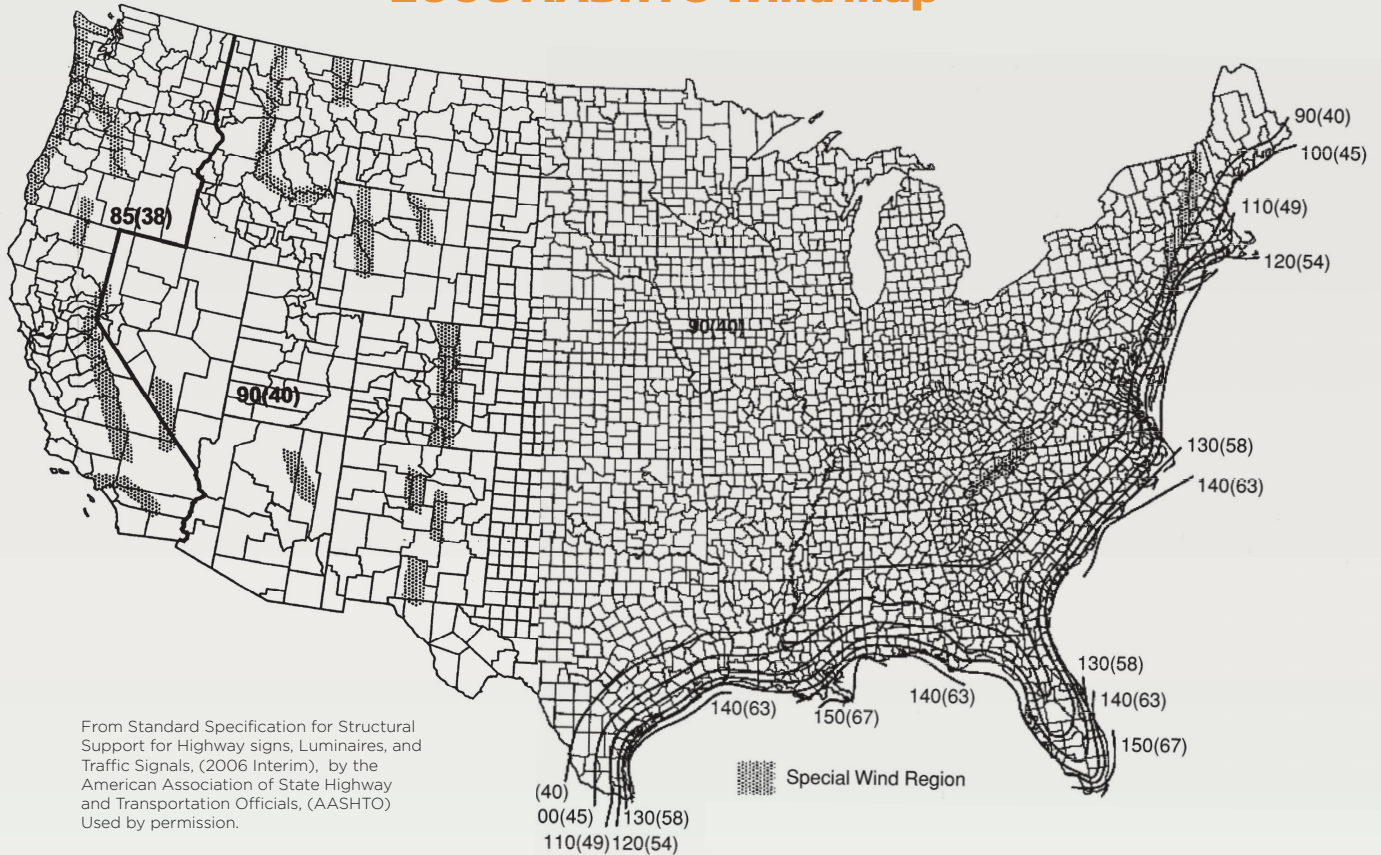 90(40)
100(45)
110(49)
120(54)
85(38)
90(40)
90(40)
130(58)
140(63)
130(58)
140(63)
150(67)
140(63)
150(67)
140(63)
From Standard Specification for Structural
Support for Highway signs, Luminaires, and
Traffic Signals, (2006 Interim), by the
American Association of State Highway
and Transportation Officials, (AASHTO)
Used by permission.
Special Wind Region
(40)
00(45)
130(58)
110(49)
120(54)